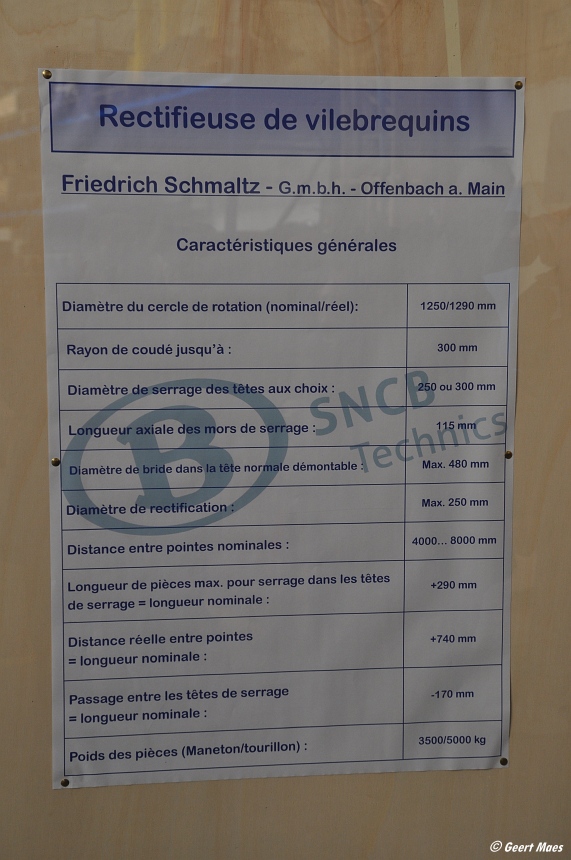 Rectifieuse de vilebrequins
Friedrich Schmaltz - G.m.b.h. - Offenbach a. Main
Caractéristiques générales
Diamètre du cercle de rotation (nominal/réel): 1250/1290 mm
Rayon de coudé jusqu'à : 300 mm
Diamètre de serrage des têtes aux choix : 250 ou 300 mm
Longueur axiale des mors de serrage : 115 mm
Diamètre de bride dans la tête normale démontable : Max. 480 mm
Diamètre de rectification : Max. 250 mm
Distance entre pointes nominales : 4000... 8000 mm
Longueur de pièces max. pour serrage dans les têtes
de serrage = longueur nominale : +290 mm
Distance réelle entre pointes
= longueur nominale : +740 mm
Passage entre les têtes de serrage
= longueur nominale : -170 mm
Poids des pièces (Maneton/tourillon) : 3500/5000 kg
B SNCB
Technics
© Geert Maes